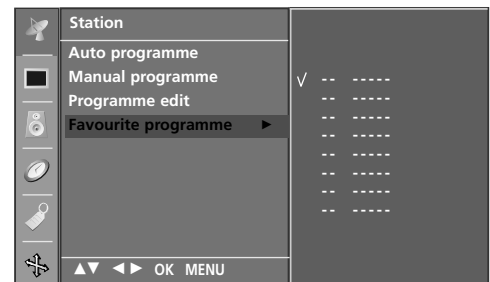 Station
Auto programme
Manual programme
Programme edit
Favourite programme ►
√ -- -----
-- -----
-- -----
-- -----
-- -----
-- -----
-- -----
-- -----
▲▼ ◄► OK MENU